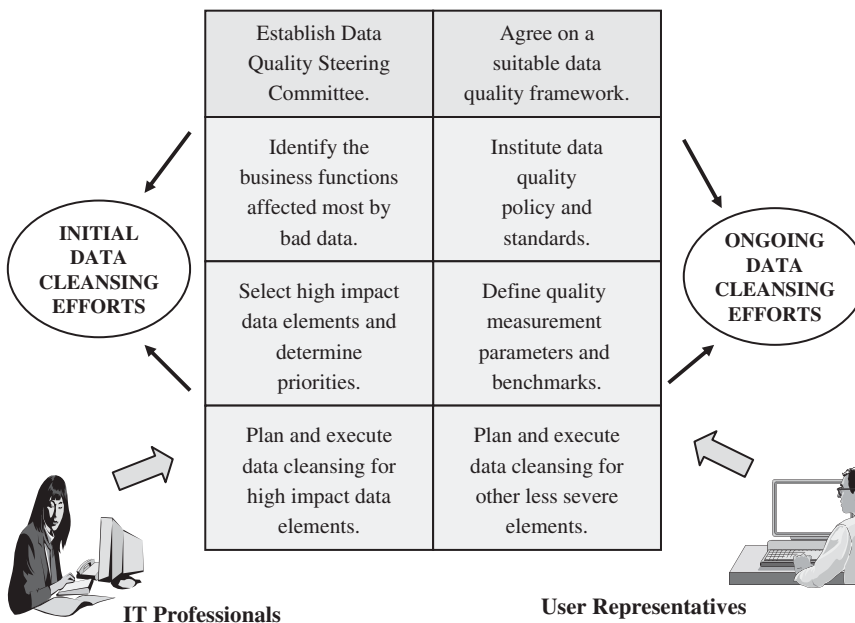 Establish Data
Quality Steering
Committee.
Agree on a
suitable data
quality framework.
Identify the
business functions
affected most by
bad data.
Institute data
quality
policy and
standards.
INITIAL
DATA
CLEANSING
EFFORTS
ONGOING
DATA
CLEANSING
EFFORTS
Select high impact
data elements and
determine
priorities.
Define quality
measurement
parameters and
benchmarks.
Plan and execute
data cleansing for
high impact data
elements.
Plan and execute
data cleansing for
other less severe
elements.
IT Professionals
User Representatives